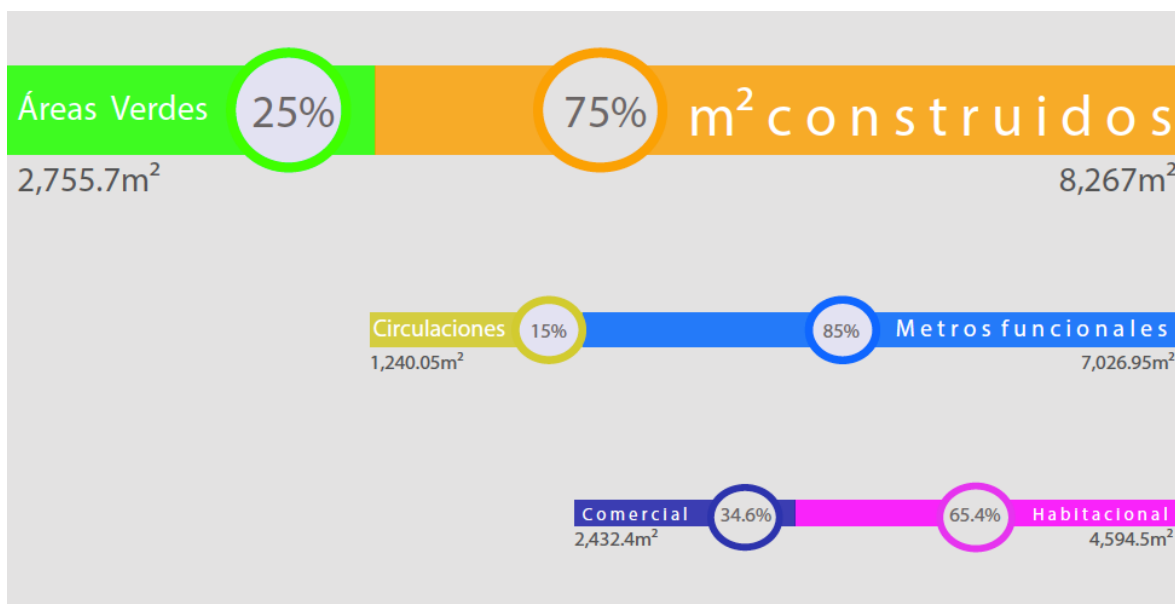 Áreas Verdes 25% 75% m² construidos
2,755.7m² 8,267m²
Circulaciones 15% 85% Metros funcionales
1,240.05m² 7,026.95m²
Comercial 34.6% 65.4% Habitacional
2,432.4m² 4,594.5m²